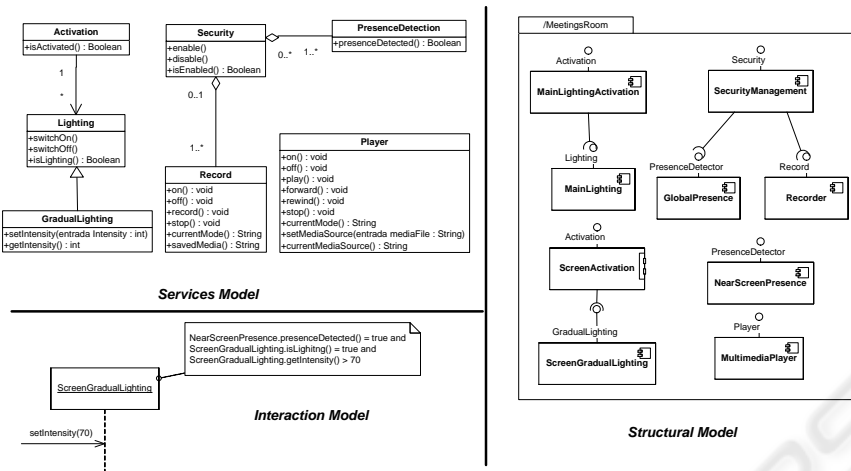 Activation
+isActivated() : Boolean
1
*
Lighting
+switchOn()
+switchOff()
+isLighting() : Boolean
GradualLighting
+setIntensity(entrada Intensity : int)
+getIntensity() : int
Security
+enable()
+disable()
+isEnabled() : Boolean
0..*
1..*
PresenceDetection
+presenceDetected() : Boolean
0..1
1..*
Record
+on() : void
+off() : void
+record() : void
+stop() : void
+currentMode() : String
+savedMedia() : String
Player
+on() : void
+off() : void
+play() : void
+forward() : void
+rewind() : void
+stop() : void
+currentMode() : String
+setMediaSource(entrada mediaFile : String)
+currentMediaSource() : String
Services Model
NearScreenPresence.presenceDetected() = true and
ScreenGradualLighting.isLighitng() = true and
ScreenGradualLighting.getIntensity() > 70
ScreenGradualLighting
setIntensity(70)
Interaction Model
/MeetingsRoom
Activation
MainLightingActivation
Lighting
MainLighting
Security
SecurityManagement
PresenceDetector
GlobalPresence
Record
Recorder
Activation
ScreenActivation
GradualLighting
ScreenGradualLighting
PresenceDetector
NearScreenPresence
Player
MultimediaPlayer
Structural Model